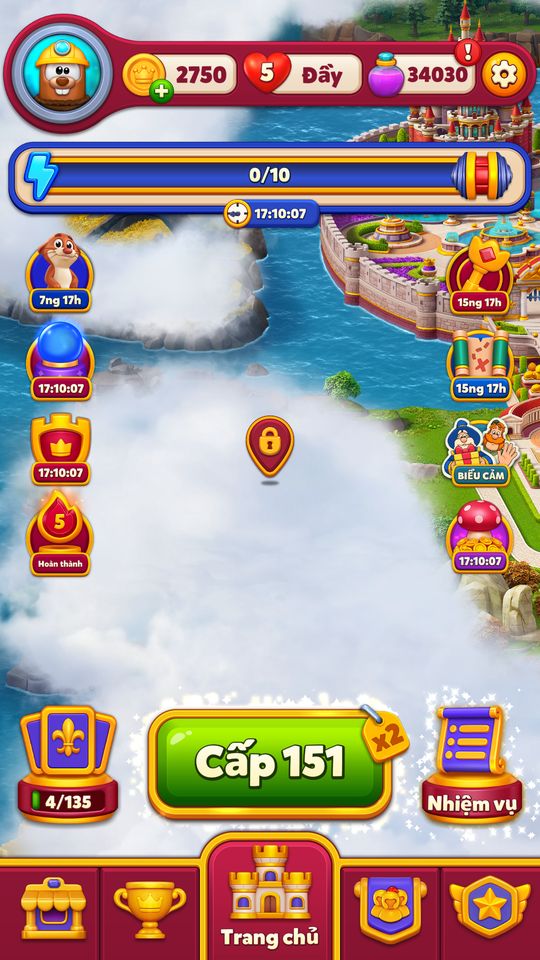 2750
5
Đầy
34030
!
0/10
17:10:07
7ng 17h
15ng 17h
17:10:07
15ng 17h
17:10:07
BIỂU CẢM
5
Hoàn thành
17:10:07
Cấp 151
x2
4/135
Nhiệm vụ
Trang chủ